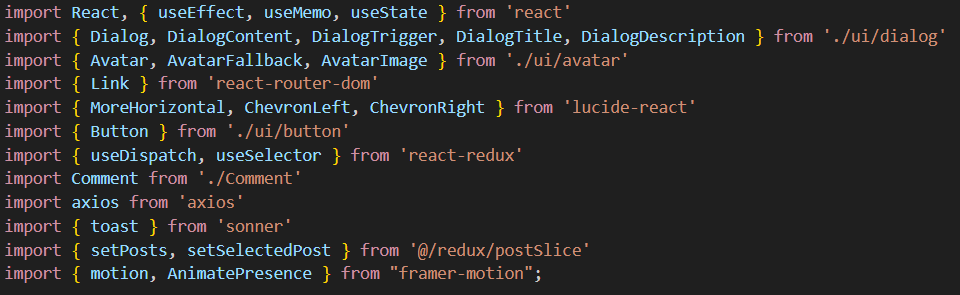 import React, { useEffect, useMemo, useState } from 'react'
import { Dialog, DialogContent, DialogTrigger, DialogTitle, DialogDescription } from './ui/dialog'
import { Avatar, AvatarFallback, AvatarImage } from './ui/avatar'
import { Link } from 'react-router-dom'
import { MoreHorizontal, ChevronLeft, ChevronRight } from 'lucide-react'
import { Button } from './ui/button'
import { useDispatch, useSelector } from 'react-redux'
import Comment from './Comment'
import axios from 'axios'
import { toast } from 'sonner'
import { setPosts, setSelectedPost } from '@/redux/postSlice'
import { motion, AnimatePresence } from "framer-motion";